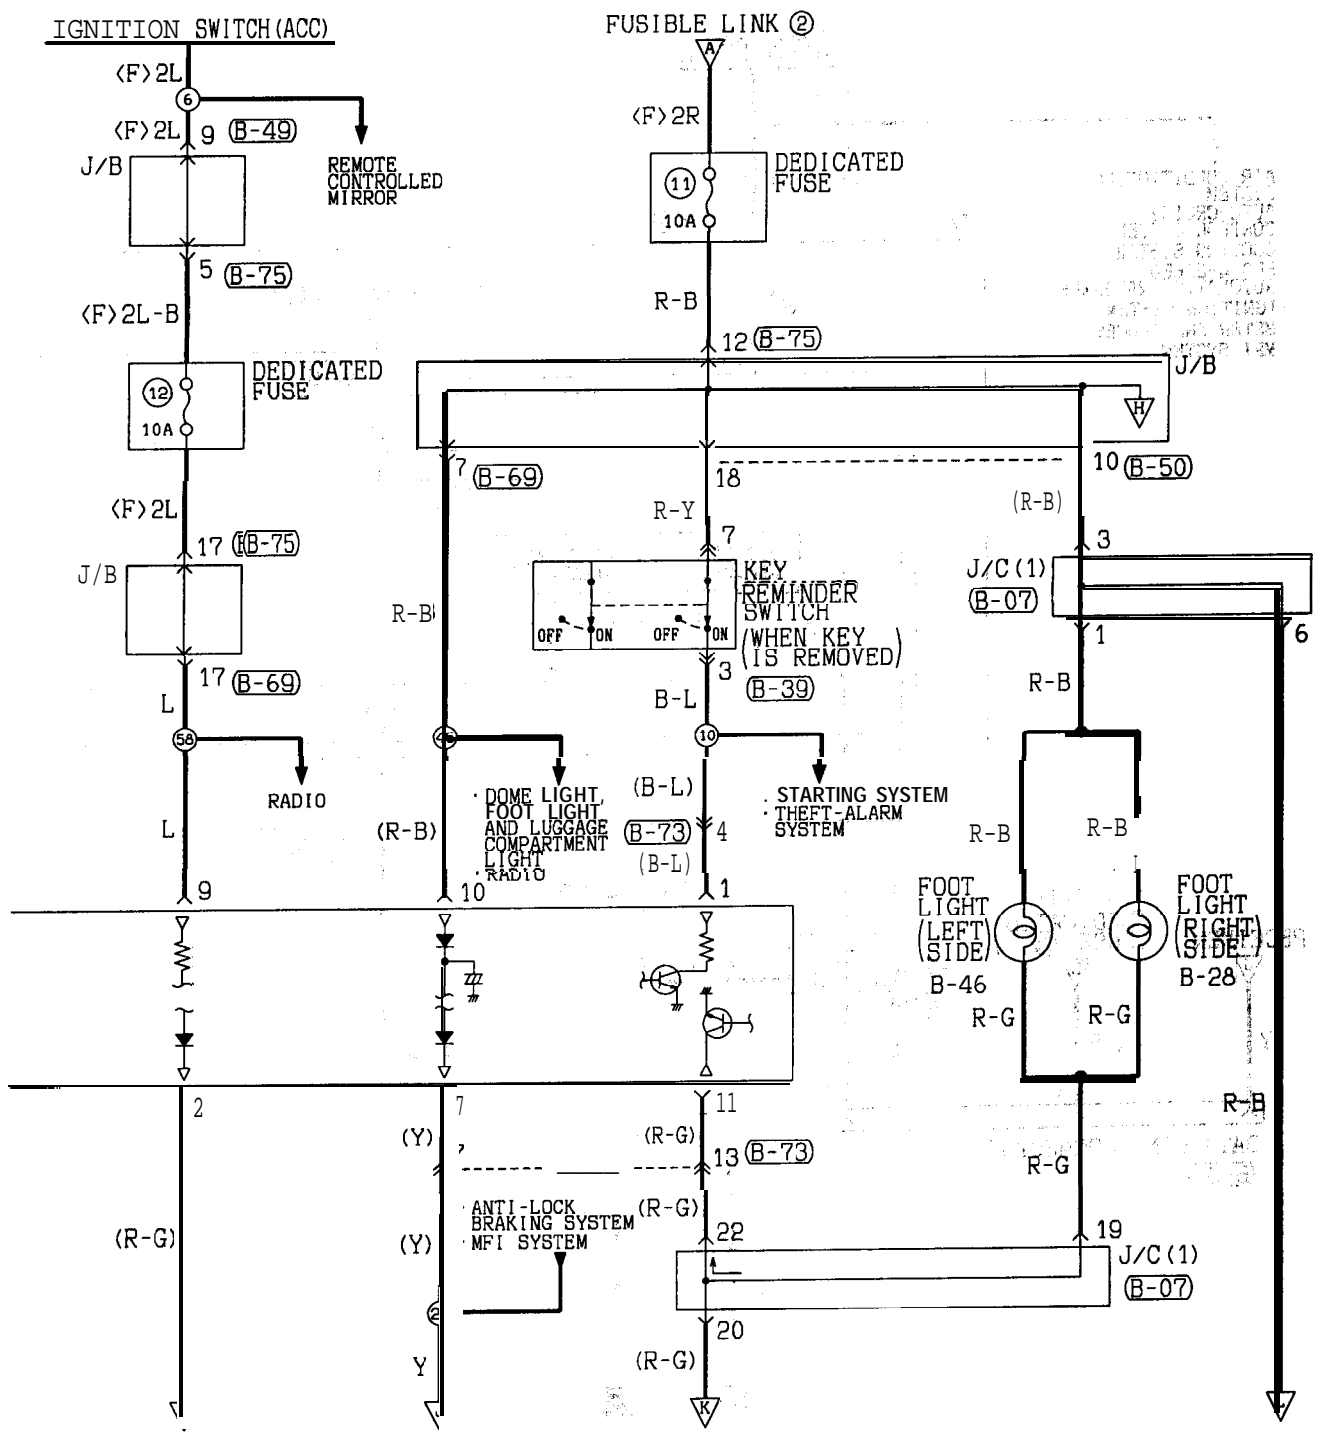 IGNITION SWITCH(ACC)
FUSIBLE LINK ②
A
<F>2L
6
<F>2L
9
B-49
J/B
REMOTE
CONTROLLED
MIRROR
<F>2R
DEDICATED
FUSE
11
10A
5
B-75
<F>2L-B
R-B
12
B-75
J/B
DEDICATED
FUSE
12
10A
H
7
B-69
18
10
B-50
<F>2L
R-Y
(R-B)
17
B-75
7
3
J/B
J/C(1)
B-07
KEY
REMINDER
SWITCH
(WHEN KEY
IS REMOVED)
R-B
OFF
ON
OFF
ON
1
6
17
B-69
3
B-39
R-B
L
B-L
58
10
RADIO
· DOME LIGHT,
FOOT LIGHT
AND LUGGAGE
COMPARTMENT
LIGHT
· RADIO
(B-L)
· STARTING SYSTEM
· THEFT-ALARM
SYSTEM
L
(R-B)
B-73
4
(B-L)
R-B
R-B
9
10
1
FOOT
LIGHT
(LEFT
SIDE)
B-46
FOOT
LIGHT
(RIGHT
SIDE)
B-28
R-G
R-G
2
7
11
R-B
(Y)
(R-G)
13
B-73
R-G
(R-G)
(Y)
· ANTI-LOCK
BRAKING SYSTEM
· MFI SYSTEM
(R-G)
22
19
J/C(1)
B-07
20
Y
(R-G)
K